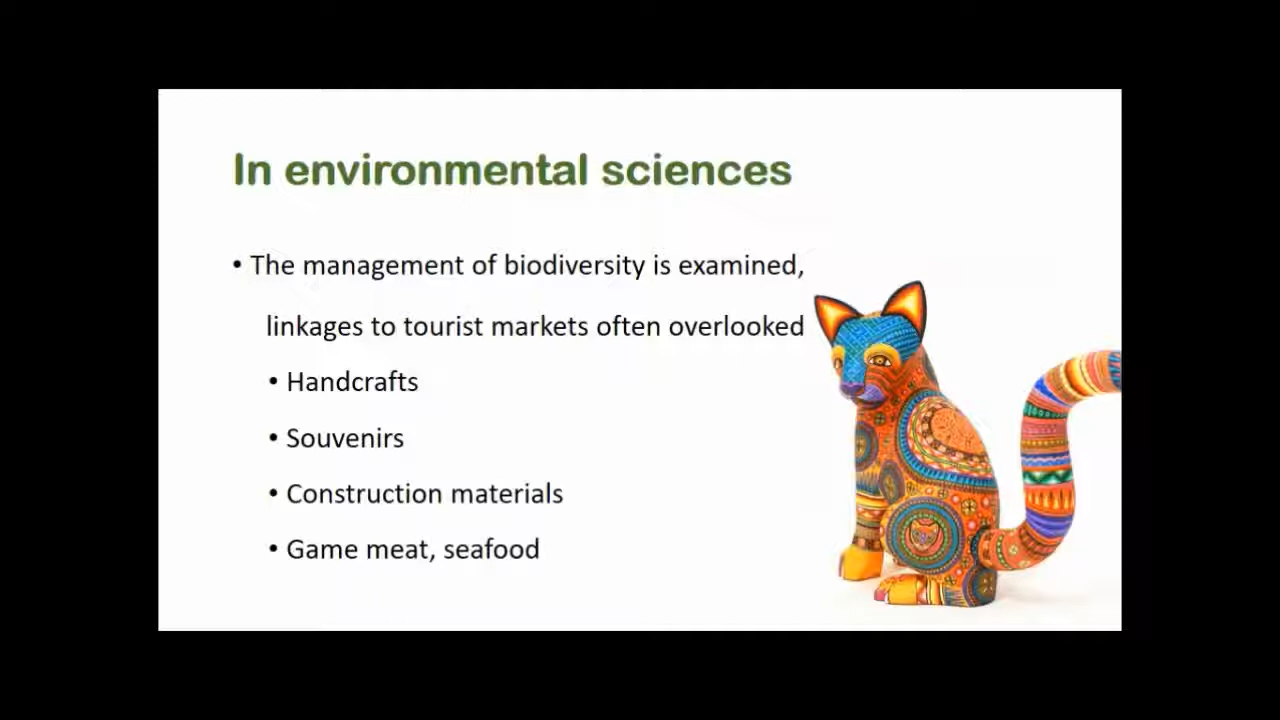 In environmental sciences
• The management of biodiversity is examined,
linkages to tourist markets often overlooked
• Handcrafts
• Souvenirs
• Construction materials
• Game meat, seafood